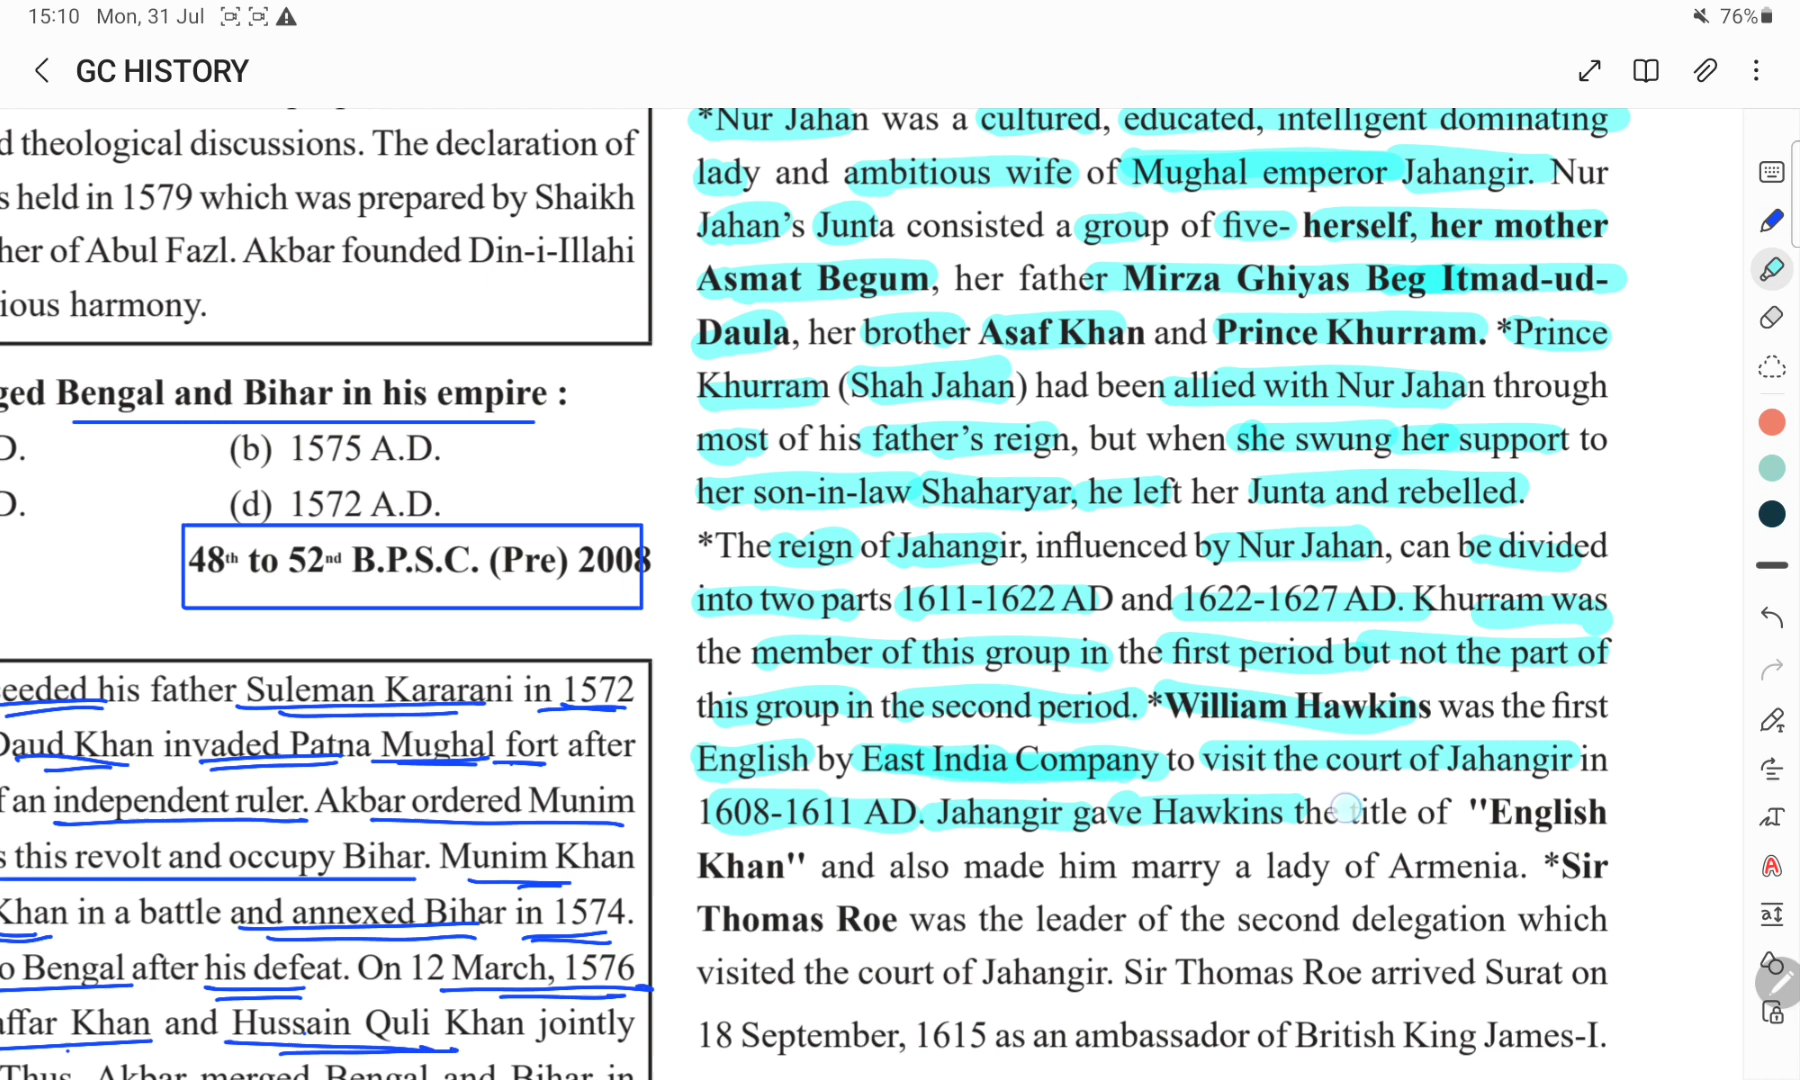 15:10 Mon, 31 Jul
76%
GC HISTORY
d theological discussions. The declaration of
s held in 1579 which was prepared by Shaikh
her of Abul Fazl. Akbar founded Din-i-Illahi
ious harmony.
ged Bengal and Bihar in his empire :
D. (b) 1575 A.D.
D. (d) 1572 A.D.
48th to 52nd B.P.S.C. (Pre) 2008
eeded his father Suleman Kararani in 1572
Daud Khan invaded Patna Mughal fort after
f an independent ruler. Akbar ordered Munim
s this revolt and occupy Bihar. Munim Khan
Khan in a battle and annexed Bihar in 1574.
o Bengal after his defeat. On 12 March, 1576
affar Khan and Hussain Quli Khan jointly
Thus, Akbar merged Bengal and Bihar in
*Nur Jahan was a cultured, educated, intelligent dominating
lady and ambitious wife of Mughal emperor Jahangir. Nur
Jahan's Junta consisted a group of five- herself, her mother
Asmat Begum, her father Mirza Ghiyas Beg Itmad-ud-
Daula, her brother Asaf Khan and Prince Khurram. *Prince
Khurram (Shah Jahan) had been allied with Nur Jahan through
most of his father's reign, but when she swung her support to
her son-in-law Shaharyar, he left her Junta and rebelled.
*The reign of Jahangir, influenced by Nur Jahan, can be divided
into two parts 1611-1622 AD and 1622-1627 AD. Khurram was
the member of this group in the first period but not the part of
this group in the second period. *William Hawkins was the first
English by East India Company to visit the court of Jahangir in
1608-1611 AD. Jahangir gave Hawkins the title of "English
Khan" and also made him marry a lady of Armenia. *Sir
Thomas Roe was the leader of the second delegation which
visited the court of Jahangir. Sir Thomas Roe arrived Surat on
18 September, 1615 as an ambassador of British King James-I.